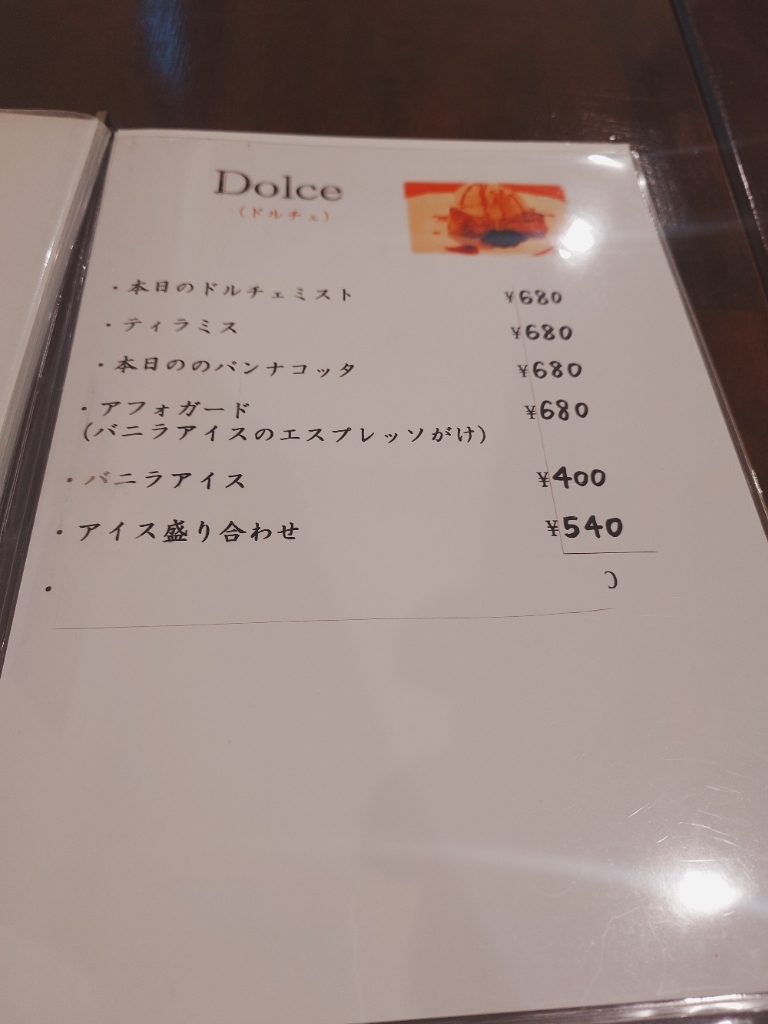 Dolce
(ドルチェ)
・本日のドルチェミスト ¥680
・ティラミス ¥680
・本日ののパンナコッタ ¥680
・アフォガード ¥680
(バニラアイスのエスプレッソがけ)
・バニラアイス ¥400
・アイス盛り合わせ ¥540
・